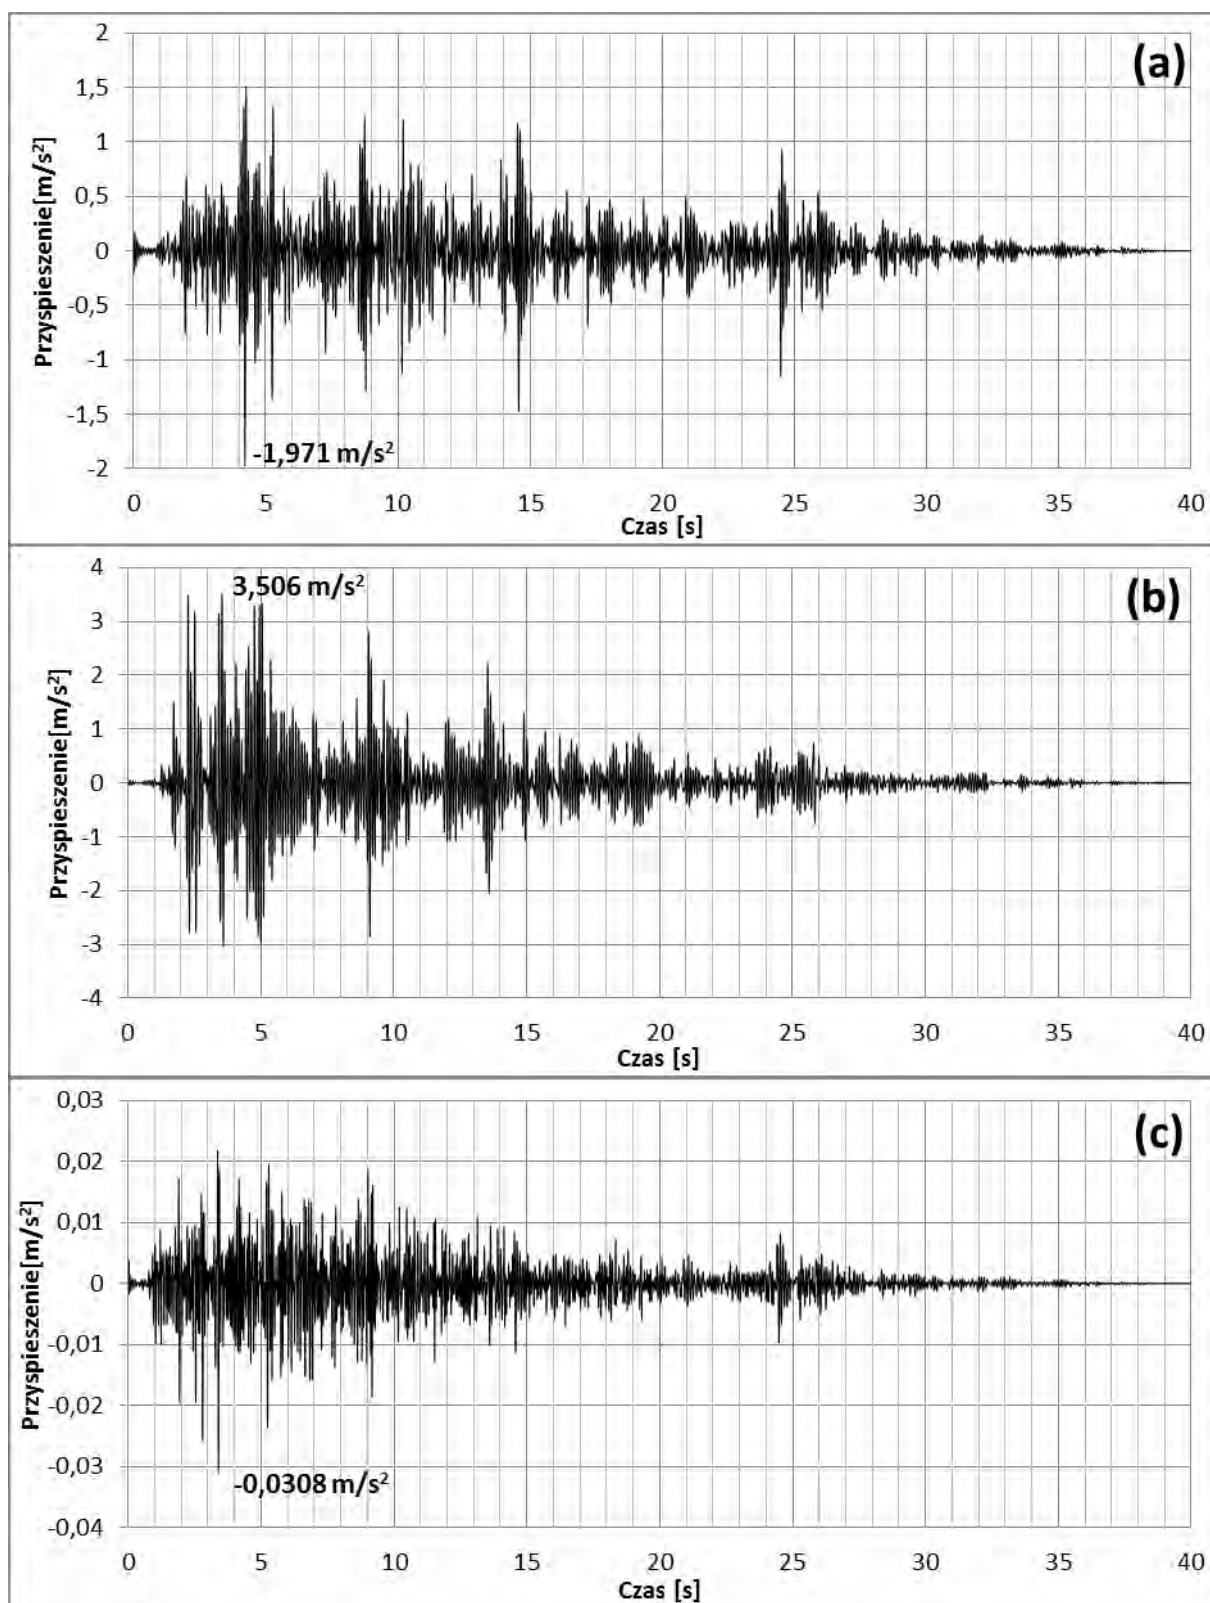 (a)
Przyspieszenie[m/s²]
2
1,5
1
0,5
0
-0,5
-1
-1,5
-2
-1,971 m/s²
0 5 10 15 20 25 30 35 40
Czas [s]
(b)
Przyspieszenie[m/s²]
4
3
2
1
0
-1
-2
-3
-4
3,506 m/s²
0 5 10 15 20 25 30 35 40
Czas [s]
(c)
Przyspieszenie[m/s²]
0,03
0,02
0,01
0
-0,01
-0,02
-0,03
-0,04
-0,0308 m/s²
0 5 10 15 20 25 30 35 40
Czas [s]